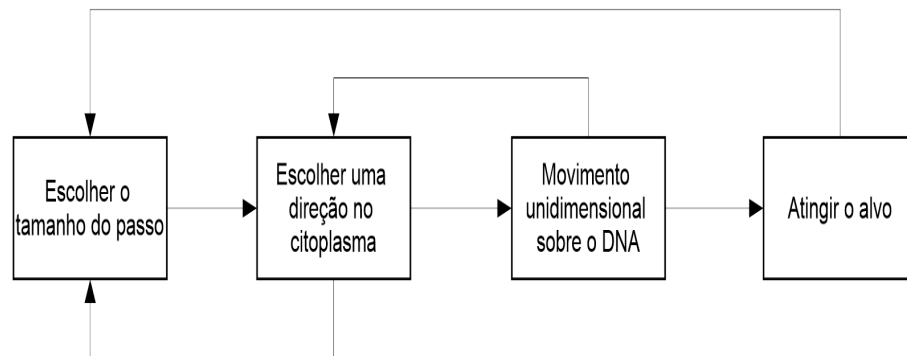 Escolher o
tamanho do passo
Escolher uma
direção no
citoplasma
Movimento
unidimensional
sobre o DNA
Atingir o alvo